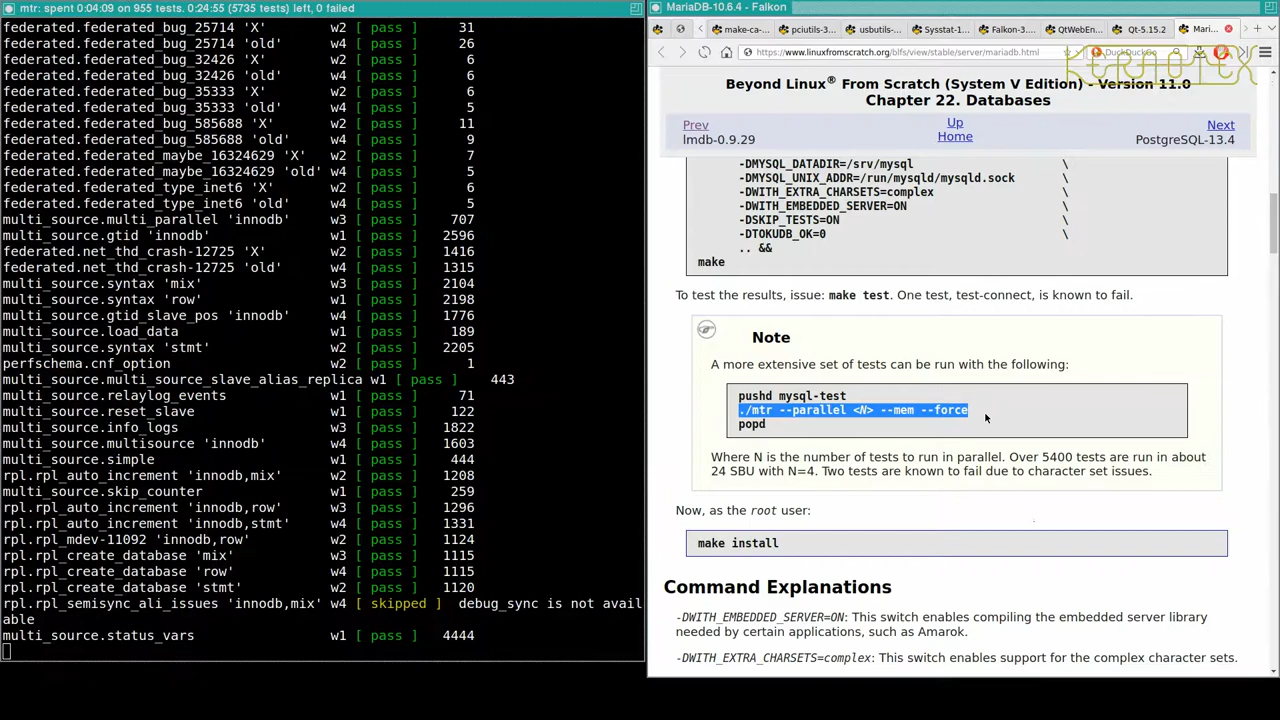 mtr: spent 0:04:09 on 955 tests. 0:24:55 (5735 tests) left, 0 failed
federated.federated_bug_25714 'X' w2 [ pass ] 31
federated.federated_bug_25714 'old' w4 [ pass ] 26
federated.federated_bug_32426 'X' w2 [ pass ] 6
federated.federated_bug_32426 'old' w4 [ pass ] 6
federated.federated_bug_35333 'X' w2 [ pass ] 6
federated.federated_bug_35333 'old' w4 [ pass ] 5
federated.federated_bug_585688 'X' w2 [ pass ] 11
federated.federated_bug_585688 'old' w4 [ pass ] 9
federated.federated_maybe_16324629 'X' w2 [ pass ] 7
federated.federated_maybe_16324629 'old' w4 [ pass ] 5
federated.federated_type_inet6 'X' w2 [ pass ] 6
federated.federated_type_inet6 'old' w4 [ pass ] 5
multi_source.multi_parallel 'innodb' w3 [ pass ] 707
multi_source.gtid 'innodb' w1 [ pass ] 2596
federated.net_thd_crash-12725 'X' w2 [ pass ] 1416
federated.net_thd_crash-12725 'old' w4 [ pass ] 1315
multi_source.syntax 'mix' w3 [ pass ] 2104
multi_source.syntax 'row' w1 [ pass ] 2198
multi_source.gtid_slave_pos 'innodb' w4 [ pass ] 1776
multi_source.load_data w1 [ pass ] 189
multi_source.syntax 'stmt' w2 [ pass ] 2205
perfschema.cnf_option w2 [ pass ] 1
multi_source.multi_source_slave_alias_replica w1 [ pass ] 443
multi_source.relaylog_events w1 [ pass ] 71
multi_source.reset_slave w1 [ pass ] 122
multi_source.info_logs w3 [ pass ] 1822
multi_source.multisource 'innodb' w4 [ pass ] 1603
multi_source.simple w1 [ pass ] 444
rpl.rpl_auto_increment 'innodb,mix' w2 [ pass ] 1208
multi_source.skip_counter w1 [ pass ] 259
rpl.rpl_auto_increment 'innodb,row' w3 [ pass ] 1296
rpl.rpl_auto_increment 'innodb,stmt' w4 [ pass ] 1331
rpl.rpl_mdev-11092 'innodb,row' w2 [ pass ] 1124
rpl.rpl_create_database 'mix' w3 [ pass ] 1115
rpl.rpl_create_database 'row' w4 [ pass ] 1115
rpl.rpl_create_database 'stmt' w2 [ pass ] 1120
rpl.rpl_semisync_ali_issues 'innodb,mix' w4 [ skipped ] debug_sync is not avail
able
multi_source.status_vars w1 [ pass ] 4444
MariaDB-10.6.4 - Falkon
make-ca-... pciutils-3... usbutils-... Sysstat-1... Falkon-3... QtWebEn... Qt-5.15.2 Mari...
https://www.linuxfromscratch.org/blfs/view/stable/server/mariadb.html DuckDuckGo
KERNOTEX
Beyond Linux® From Scratch (System V Edition) - Version 11.0
Chapter 22. Databases
Prev Up Next
lmdb-0.9.29 Home PostgreSQL-13.4
-DMYSQL_DATADIR=/srv/mysql \
-DMYSQL_UNIX_ADDR=/run/mysqld/mysqld.sock \
-DWITH_EXTRA_CHARSETS=complex \
-DWITH_EMBEDDED_SERVER=ON \
-DSKIP_TESTS=ON \
-DTOKUDB_OK=0 \
.. &&
make
To test the results, issue: make test. One test, test-connect, is known to fail.
Note
A more extensive set of tests can be run with the following:
pushd mysql-test
./mtr --parallel <N> --mem --force
popd
Where N is the number of tests to run in parallel. Over 5400 tests are run in about
24 SBU with N=4. Two tests are known to fail due to character set issues.
Now, as the root user:
make install
Command Explanations
-DWITH_EMBEDDED_SERVER=ON: This switch enables compiling the embedded server library
needed by certain applications, such as Amarok.
-DWITH_EXTRA_CHARSETS=complex: This switch enables support for the complex character sets.